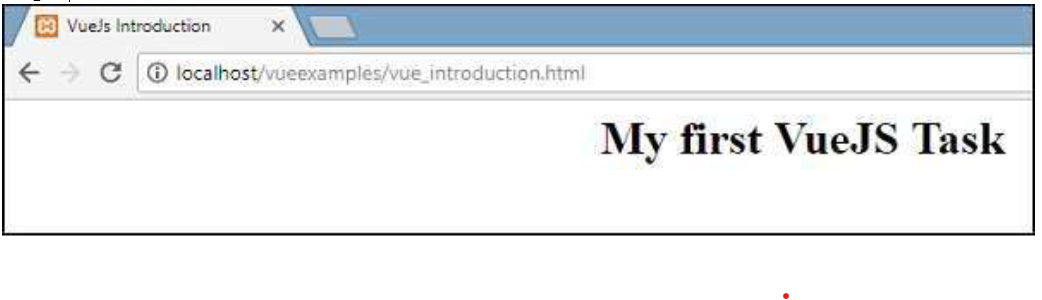 VueJs Introduction
localhost/vueexamples/vue_introduction.html
My first VueJS Task